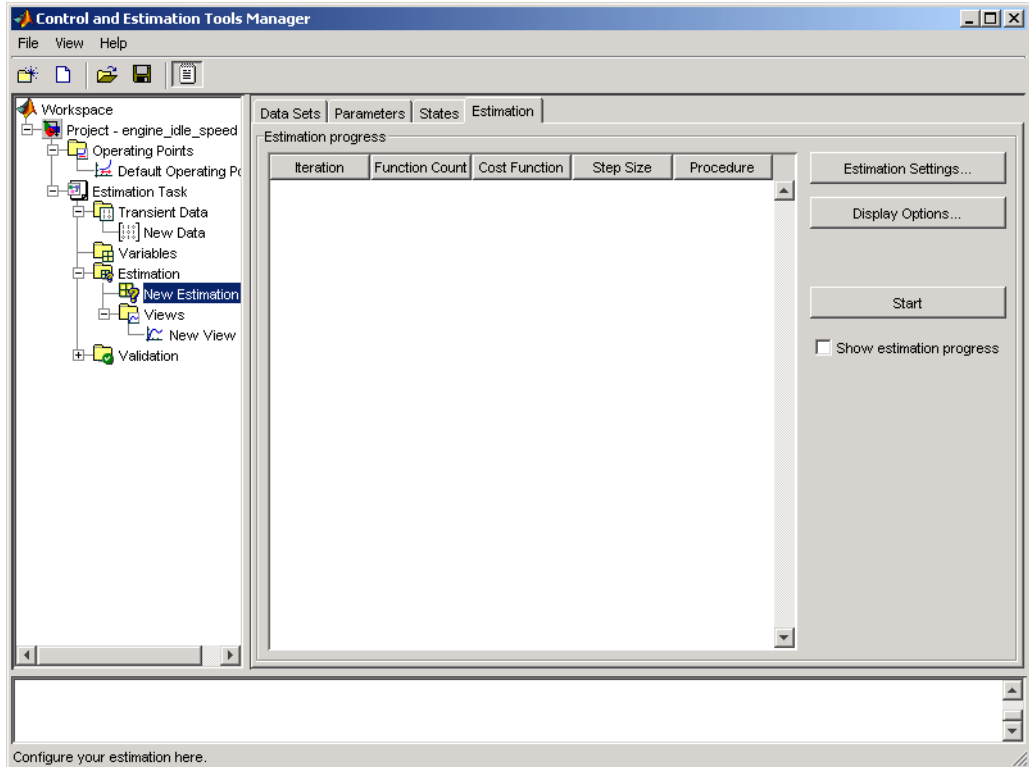 Control and Estimation Tools Manager
File View Help
Workspace
Project - engine_idle_speed
Operating Points
Default Operating Po
Estimation Task
Transient Data
New Data
Variables
Estimation
New Estimation
Views
New View
Validation
Data Sets Parameters States Estimation
Estimation progress
Iteration Function Count Cost Function Step Size Procedure
Estimation Settings...
Display Options...
Start
Show estimation progress
Configure your estimation here.